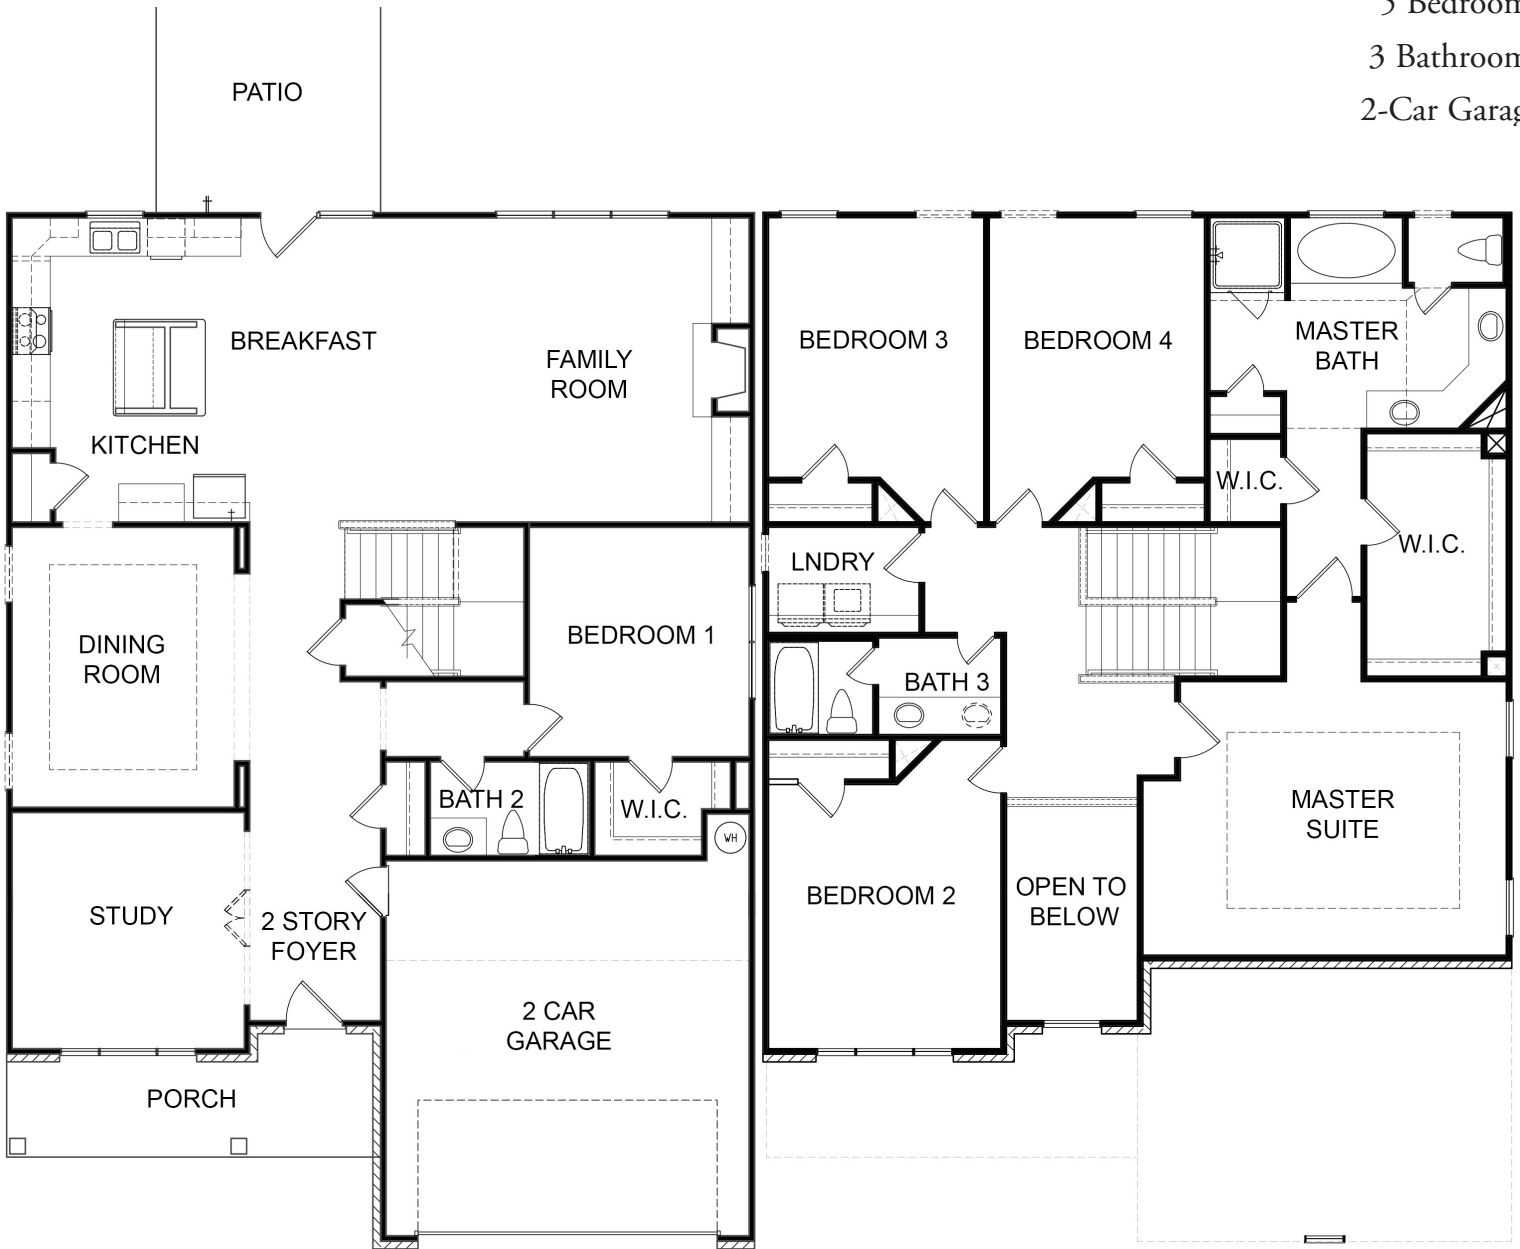 5 Bedroom
3 Bathroom
2-Car Garag
PATIO
BREAKFAST
FAMILY
ROOM
KITCHEN
DINING
ROOM
BEDROOM 1
BATH 2
W.I.C.
WH
STUDY
2 STORY
FOYER
2 CAR
GARAGE
PORCH
BEDROOM 3
BEDROOM 4
MASTER
BATH
W.I.C.
W.I.C.
LNDRY
BATH 3
MASTER
SUITE
BEDROOM 2
OPEN TO
BELOW